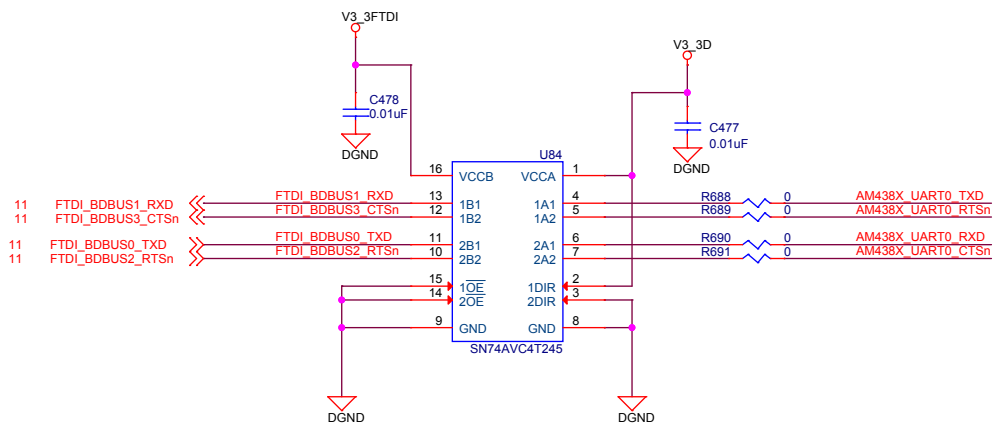 V3_3FTDI
V3_3D
C478
0.01uF
C477
0.01uF
DGND
DGND
U84
16 VCCB VCCA 1
11 FTDI_BDBUS1_RXD FTDI_BDBUS1_RXD 13 1B1 1A1 4 R688 0 AM438X_UART0_TXD
11 FTDI_BDBUS3_CTSn FTDI_BDBUS3_CTSn 12 1B2 1A2 5 R689 0 AM438X_UART0_RTSn
11 FTDI_BDBUS0_TXD FTDI_BDBUS0_TXD 11 2B1 2A1 6 R690 0 AM438X_UART0_RXD
11 FTDI_BDBUS2_RTSn FTDI_BDBUS2_RTSn 10 2B2 2A2 7 R691 0 AM438X_UART0_CTSn
15 1OE 1DIR 2
14 2OE 2DIR 3
9 GND GND 8
SN74AVC4T245
DGND DGND